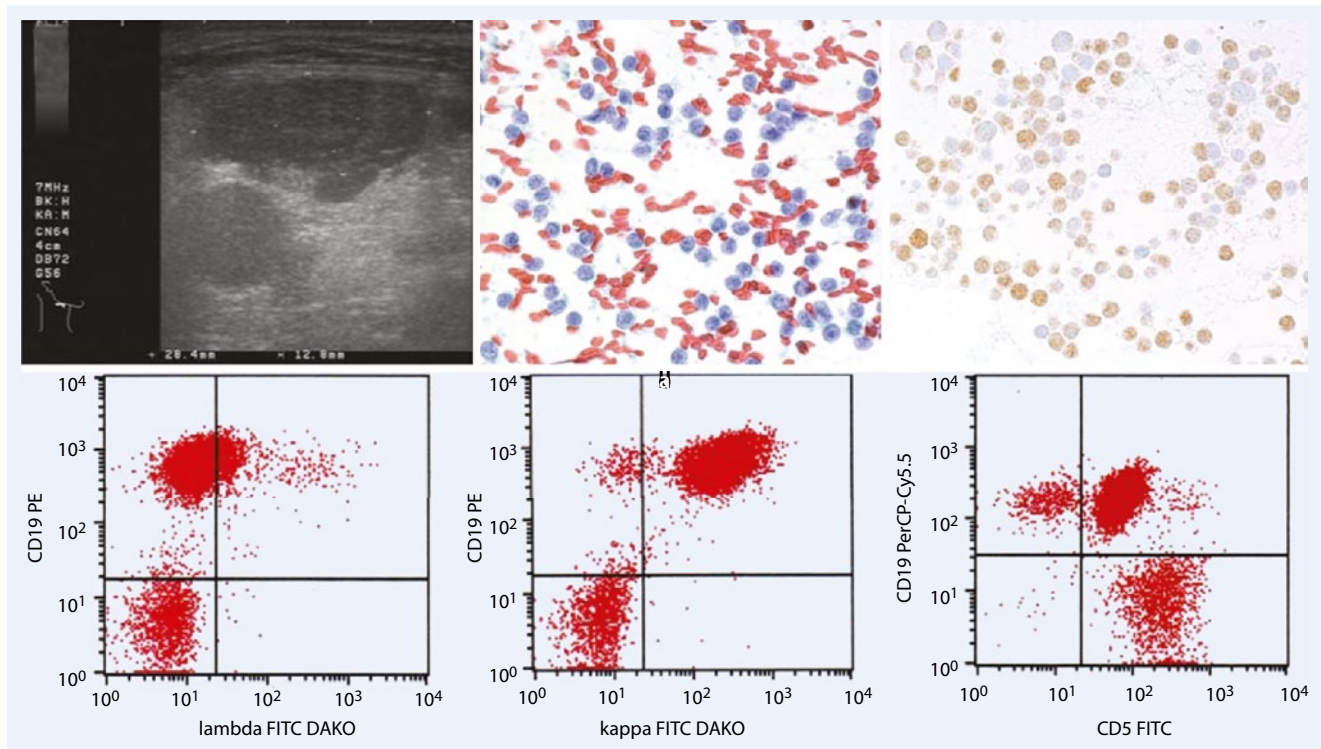 7MHz
BK:H
KA:M
CN64
4cm
DB72
G56
+ 28.4mm × 12.8mm
a
10⁴
10³
10²
10¹
10⁰
CD19 PE
10⁰ 10¹ 10² 10³ 10⁴
lambda FITC DAKO
10⁴
10³
10²
10¹
10⁰
CD19 PE
10⁰ 10¹ 10² 10³ 10⁴
kappa FITC DAKO
10⁴
10³
10²
10¹
10⁰
CD19 PerCP-Cy5.5
10⁰ 10¹ 10² 10³ 10⁴
CD5 FITC